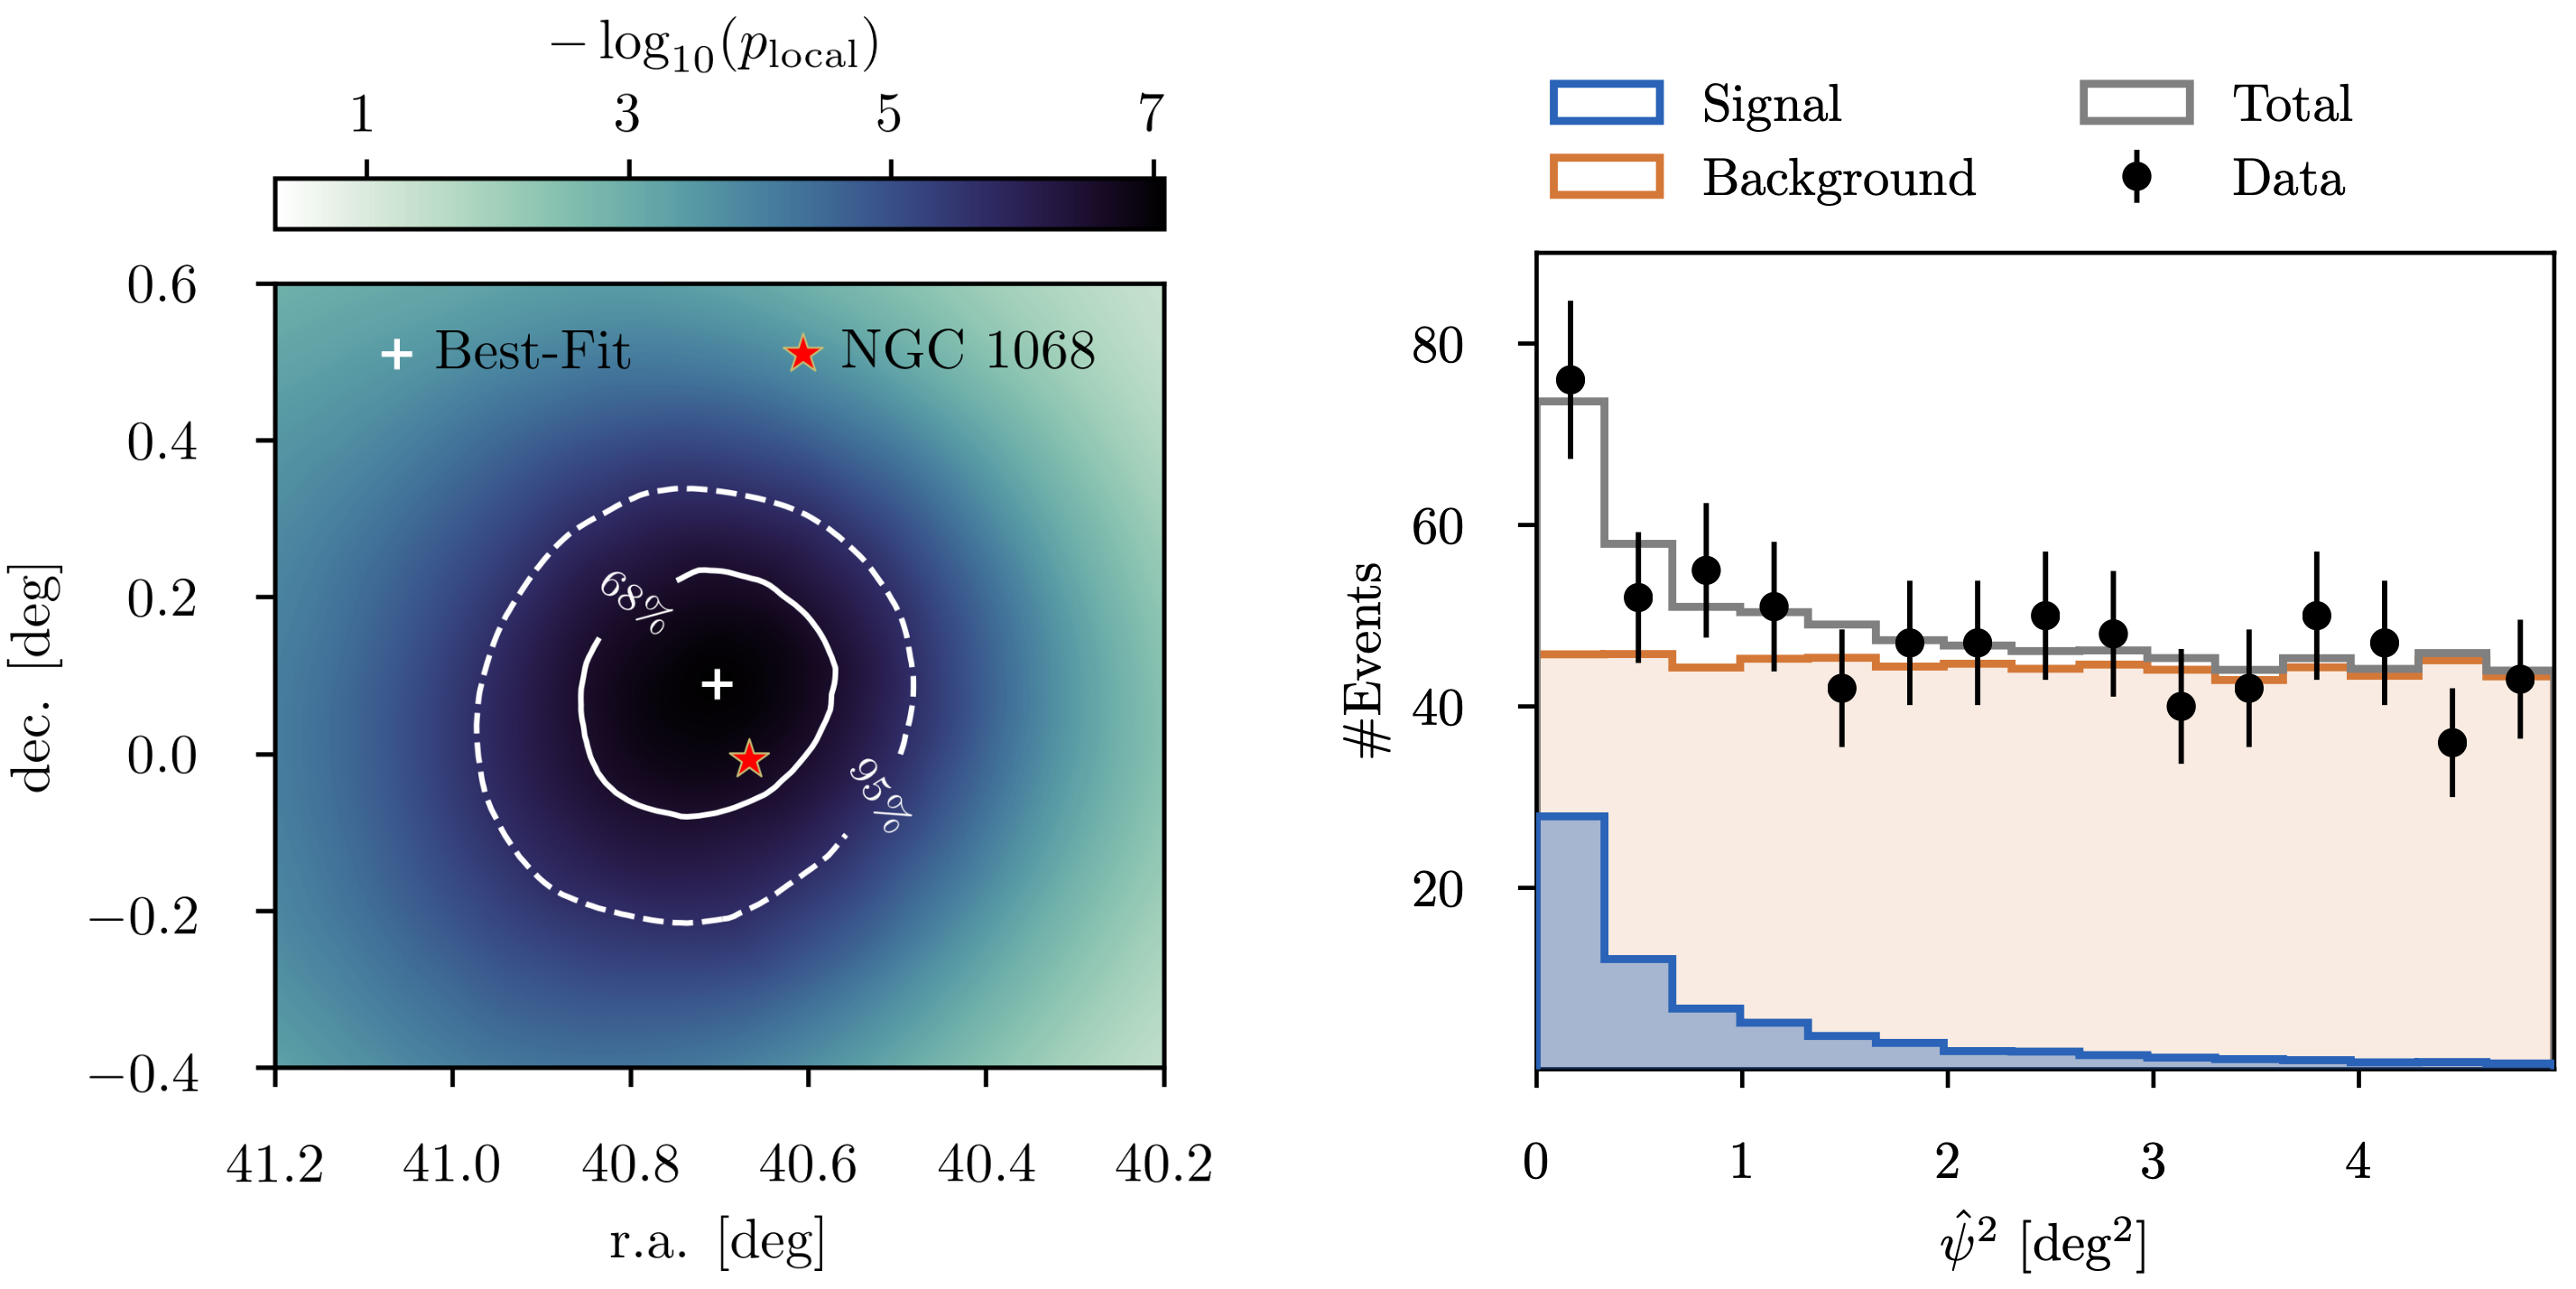 − log₁₀(p_local)
1 3 5 7
Best-Fit NGC 1068
68%
95%
0.6
0.4
0.2
0.0
−0.2
−0.4
dec. [deg]
41.2 41.0 40.8 40.6 40.4 40.2
r.a. [deg]
Signal Total
Background Data
80
60
40
20
#Events
0 1 2 3 4
ψ̂² [deg²]